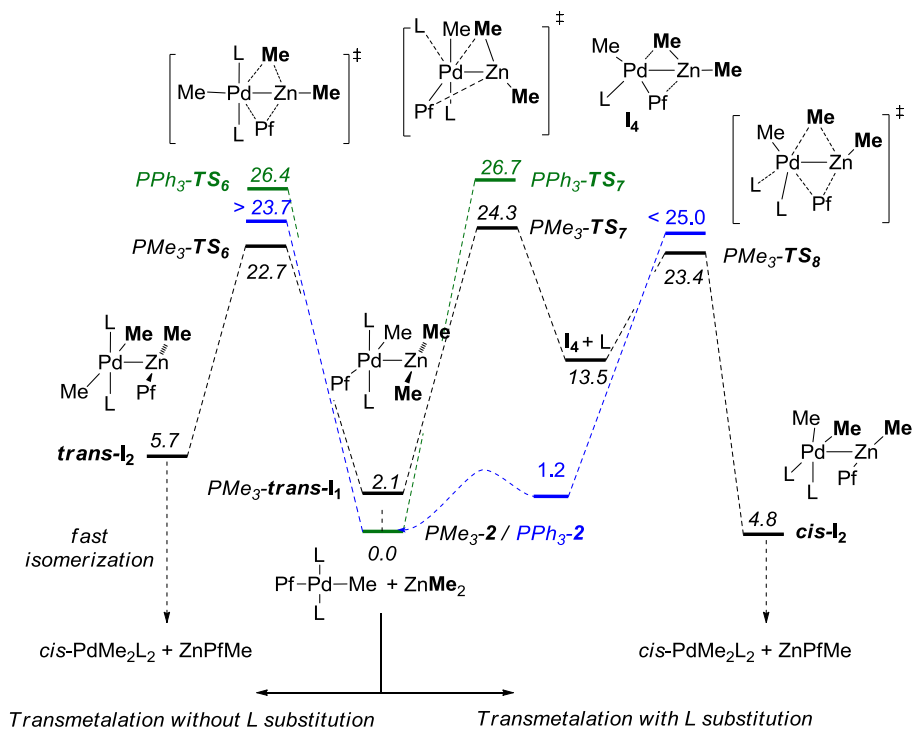 ‡
‡
‡
L
Me
Me
Pd
Zn
Me
L
Pf
L
Me
Me
Pd
Zn
Me
Pf
L
Me
Me
Pd
Zn
Me
L
Pf
I4
Me
Me
Me
Pd
Zn
L
L
Pf
PPh3-TS6
26.4
> 23.7
PMe3-TS6
22.7
26.7
PPh3-TS7
24.3
PMe3-TS7
< 25.0
PMe3-TS8
23.4
L
Me
Me
Pd
Zn
Me
Pf
L
L
Me
Me
Pd
Zn
Pf
Me
L
I4 + L
13.5
Me
Me
Me
Pd
Zn
L
Pf
L
trans-I2
5.7
PMe3-trans-I1
2.1
1.2
PMe3-2 / PPh3-2
0.0
4.8
cis-I2
fast
isomerization
L
Pf-Pd-Me + ZnMe2
L
cis-PdMe2L2 + ZnPfMe
cis-PdMe2L2 + ZnPfMe
Transmetalation without L substitution
Transmetalation with L substitution